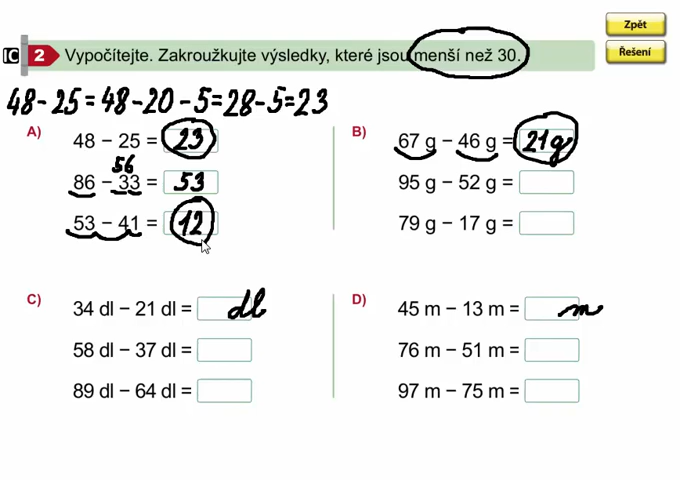 Zpět
Řešení
2 Vypočítejte. Zakroužkujte výsledky, které jsou menší než 30.
48-25=48-20-5=28-5=23
A)
48 − 25 = 23
56
86 − 33 = 53
53 − 41 = 12
B)
67 g − 46 g = 21g
95 g − 52 g =
79 g − 17 g =
C)
34 dl − 21 dl = dl
58 dl − 37 dl =
89 dl − 64 dl =
D)
45 m − 13 m = m
76 m − 51 m =
97 m − 75 m =